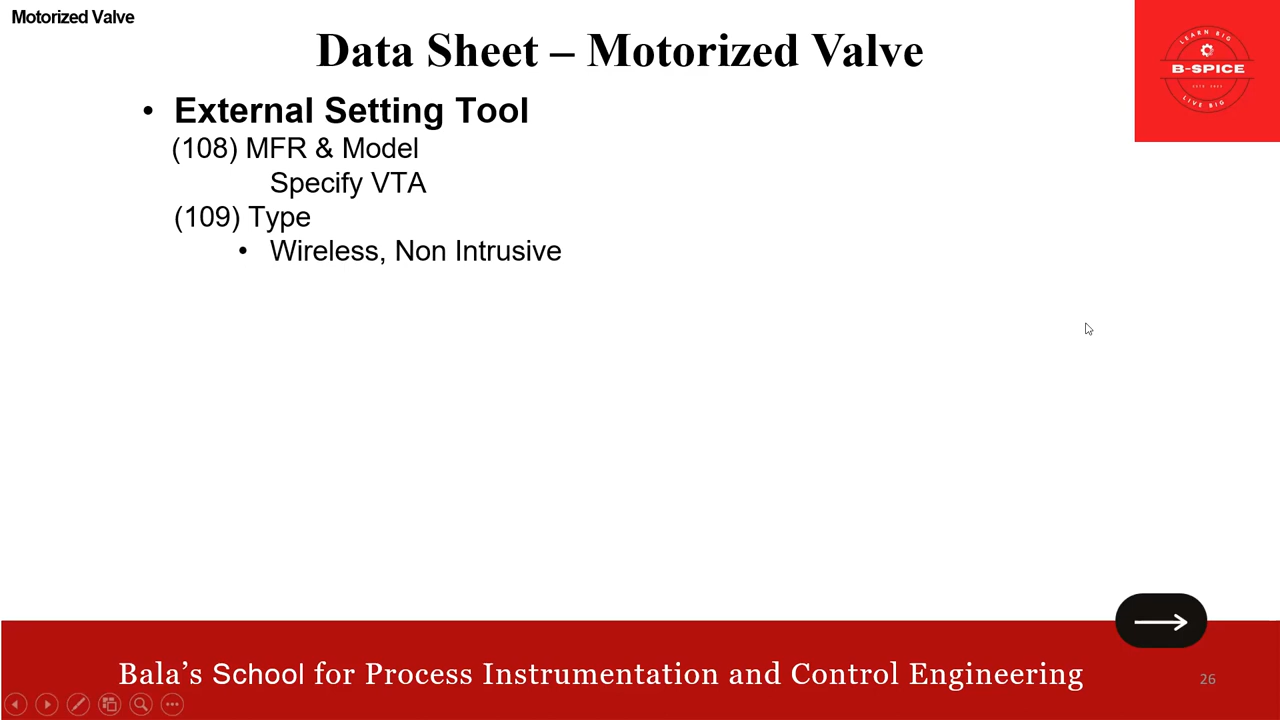 Motorized Valve
Data Sheet – Motorized Valve
LEARN BIG
B-SPICE
LIVE BIG
• External Setting Tool
(108) MFR & Model
Specify VTA
(109) Type
• Wireless, Non Intrusive
Bala’s School for Process Instrumentation and Control Engineering
26